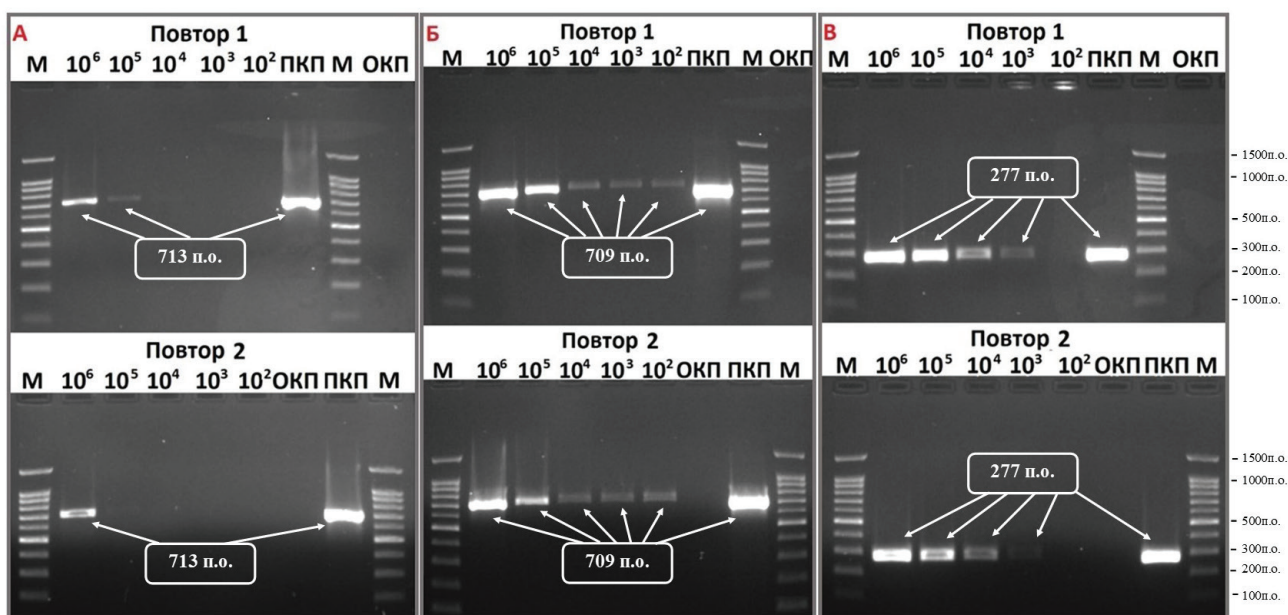 А
Повтор 1
М 10⁶ 10⁵ 10⁴ 10³ 10² ПКП М ОКП
713 п.о.
Повтор 2
М 10⁶ 10⁵ 10⁴ 10³ 10² ОКП ПКП М
713 п.о.
Б
Повтор 1
М 10⁶ 10⁵ 10⁴ 10³ 10² ПКП М ОКП
709 п.о.
Повтор 2
М 10⁶ 10⁵ 10⁴ 10³ 10² ОКП ПКП М
709 п.о.
В
Повтор 1
М 10⁶ 10⁵ 10⁴ 10³ 10² ПКП М ОКП
277 п.о.
- 1500п.о.
- 1000п.о.
- 500п.о.
- 300п.о.
- 200п.о.
- 100п.о.
Повтор 2
М 10⁶ 10⁵ 10⁴ 10³ 10² ОКП ПКП М
277 п.о.
- 1500п.о.
- 1000п.о.
- 500п.о.
- 300п.о.
- 200п.о.
- 100п.о.